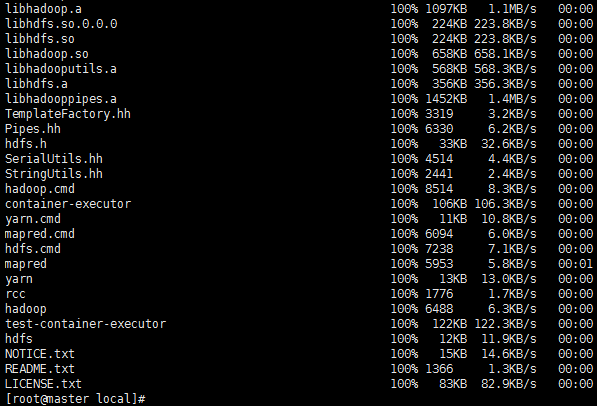 libhadoop.a 100% 1097KB 1.1MB/s 00:00
libhdfs.so.0.0.0 100% 224KB 223.8KB/s 00:00
libhdfs.so 100% 224KB 223.8KB/s 00:00
libhadoop.so 100% 658KB 658.1KB/s 00:00
libhadooputils.a 100% 568KB 568.3KB/s 00:00
libhdfs.a 100% 356KB 356.3KB/s 00:00
libhadooppipes.a 100% 1452KB 1.4MB/s 00:00
TemplateFactory.hh 100% 3319 3.2KB/s 00:00
Pipes.hh 100% 6330 6.2KB/s 00:00
hdfs.h 100% 33KB 32.6KB/s 00:00
SerialUtils.hh 100% 4514 4.4KB/s 00:00
StringUtils.hh 100% 2441 2.4KB/s 00:00
hadoop.cmd 100% 8514 8.3KB/s 00:00
container-executor 100% 106KB 106.3KB/s 00:00
yarn.cmd 100% 11KB 10.8KB/s 00:00
mapred.cmd 100% 6094 6.0KB/s 00:00
hdfs.cmd 100% 7238 7.1KB/s 00:00
mapred 100% 5953 5.8KB/s 00:01
yarn 100% 13KB 13.0KB/s 00:00
rcc 100% 1776 1.7KB/s 00:00
hadoop 100% 6488 6.3KB/s 00:00
test-container-executor 100% 122KB 122.3KB/s 00:00
hdfs 100% 12KB 11.9KB/s 00:00
NOTICE.txt 100% 15KB 14.6KB/s 00:00
README.txt 100% 1366 1.3KB/s 00:00
LICENSE.txt 100% 83KB 82.9KB/s 00:00
[root@master local]#